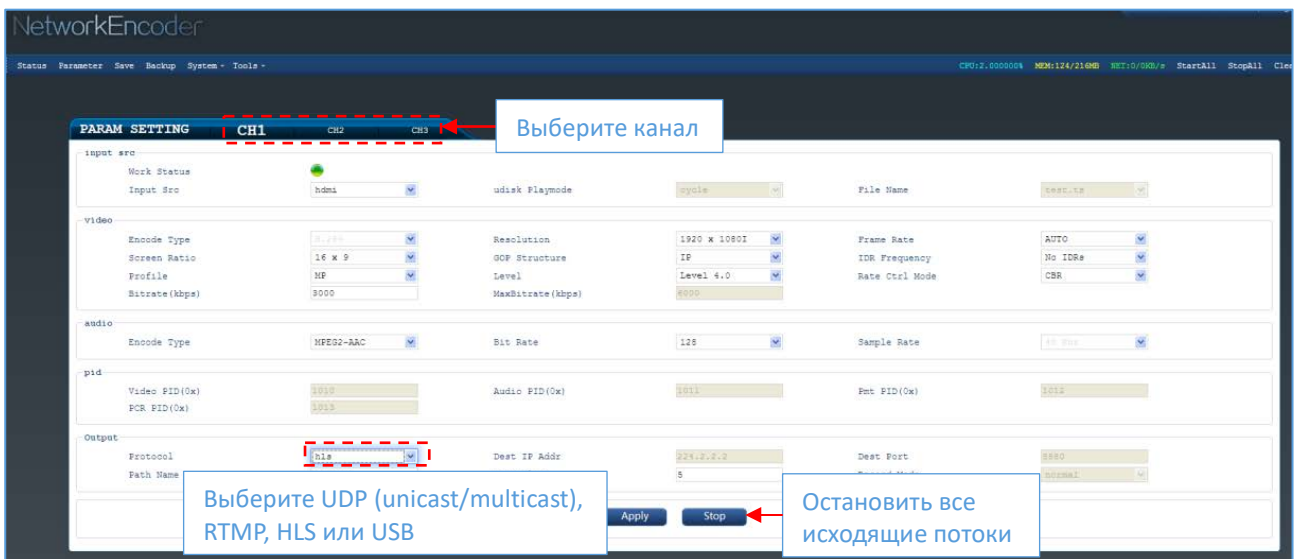 NetworkEncoder
Status Parameter Save Backup System - Tools - CPU:2.000000% MEM:124/216MB NET:0/0KB/s StartAll StopAll
PARAM SETTING CH1 CH2 CH3
Выберите канал
input src
Work Status
Input Src hdmi udisk Playmode cycle File Name test.ts
video
Encode Type Resolution 1920 x 1080I Frame Rate AUTO
Screen Ratio 16 x 9 GOP Structure IP IDR Frequency No IDRs
Profile MP Level Level 4.0 Rate Ctrl Mode CBR
Bitrate(kbps) 3000 MaxBitrate(kbps) 6000
audio
Encode Type MPEG2-AAC Bit Rate 128 Sample Rate
pid
Video PID(0x) 1010 Audio PID(0x) 1011 Pmt PID(0x) 1012
PCR PID(0x) 1013
Output
Protocol hls Dest IP Addr 224.2.2.2 Dest Port
Path Name 5 normal
Выберите UDP (unicast/multicast),
RTMP, HLS или USB
Apply Stop
Остановить все
исходящие потоки